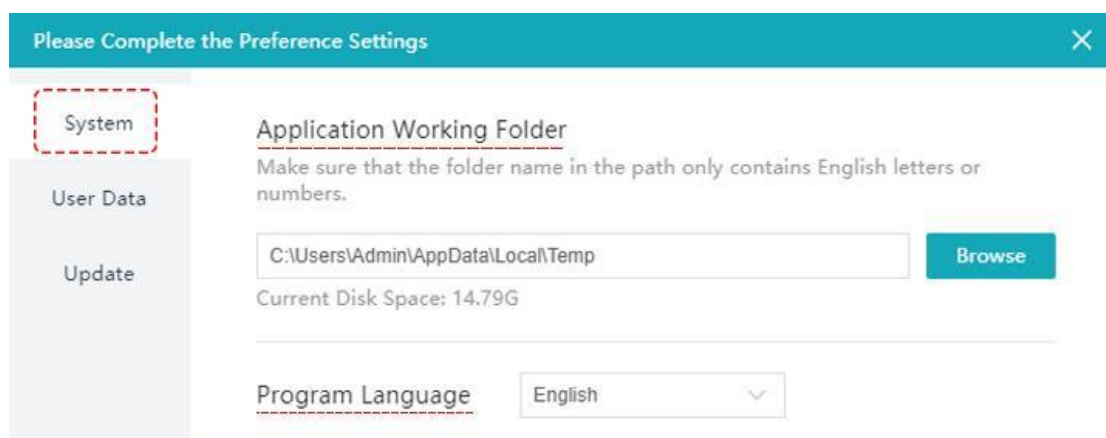 Please Complete the Preference Settings
System
User Data
Update
Application Working Folder
Make sure that the folder name in the path only contains English letters or
numbers.
C:\Users\Admin\AppData\Local\Temp
Browse
Current Disk Space: 14.79G
Program Language
English